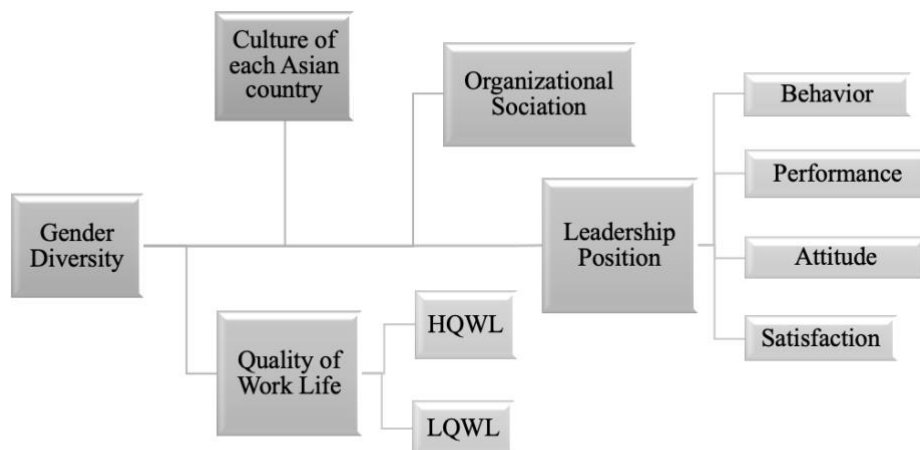 Culture of
each Asian
country
Organizational
Sociation
Behavior
Performance
Gender
Diversity
Leadership
Position
Attitude
Satisfaction
Quality of
Work Life
HQWL
LQWL